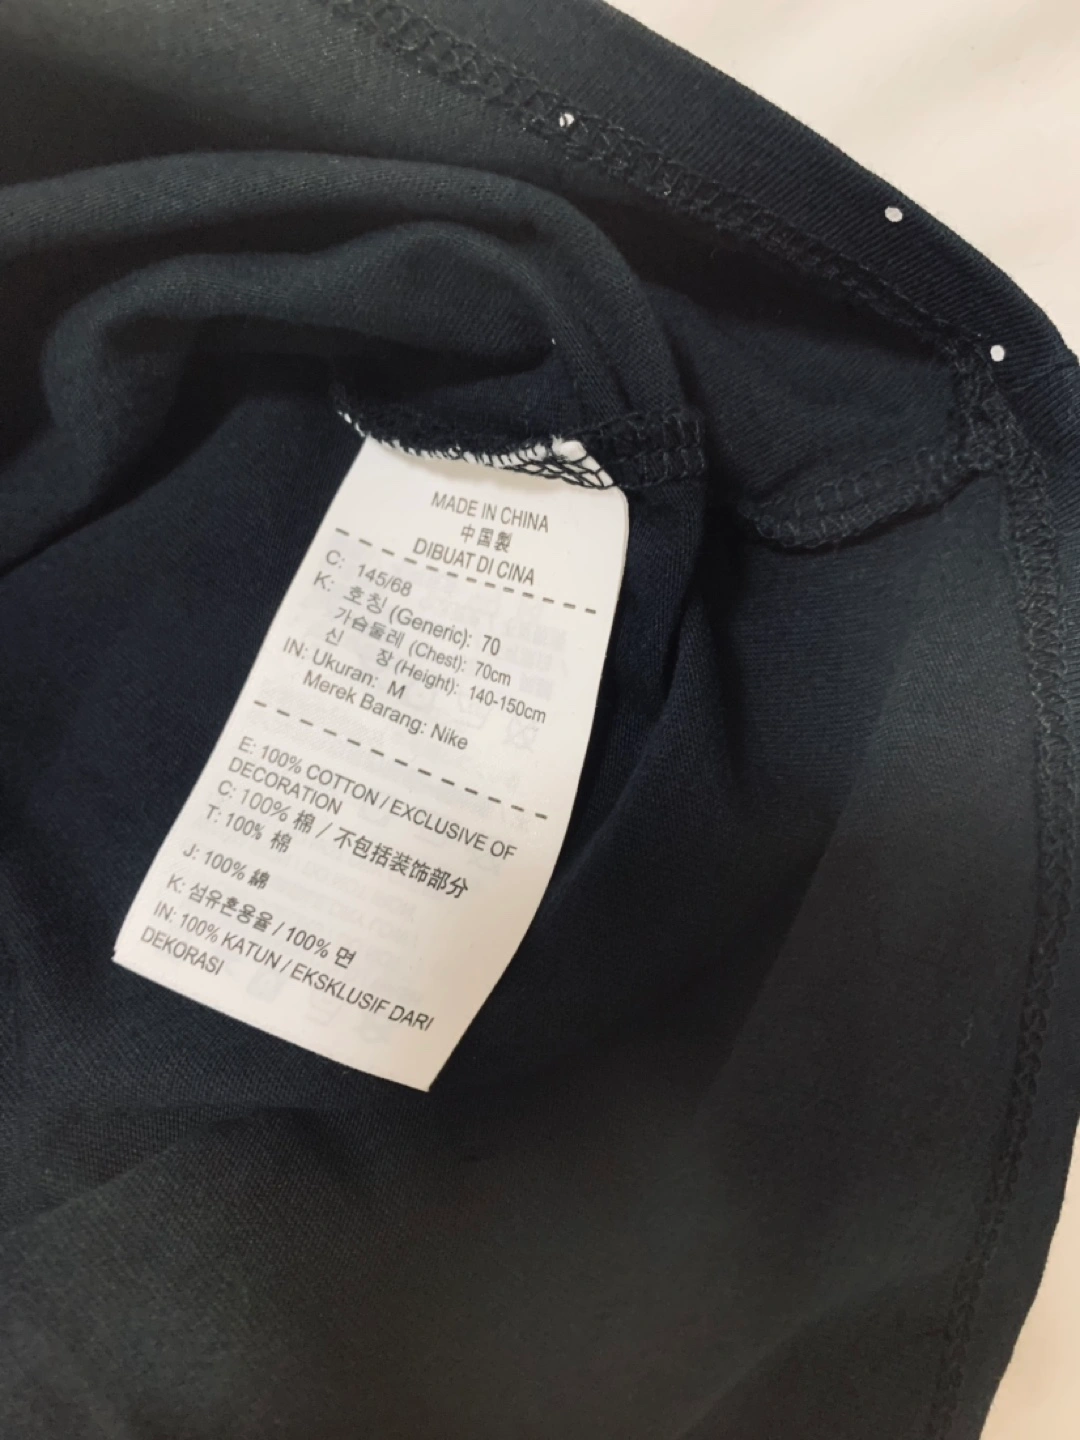 MADE IN CHINA
中国製
DIBUAT DI CINA
C: 145/68
K: 호칭 (Generic): 70
가슴둘레 (Chest): 70cm
신 장 (Height): 140-150cm
IN: Ukuran: M
Merek Barang: Nike
E: 100% COTTON / EXCLUSIVE OF
DECORATION
C: 100% 棉 / 不包括装饰部分
T: 100% 棉
J: 100% 綿
K: 섬유혼용율 / 100% 면
IN: 100% KATUN / EKSKLUSIF DARI
DEKORASI